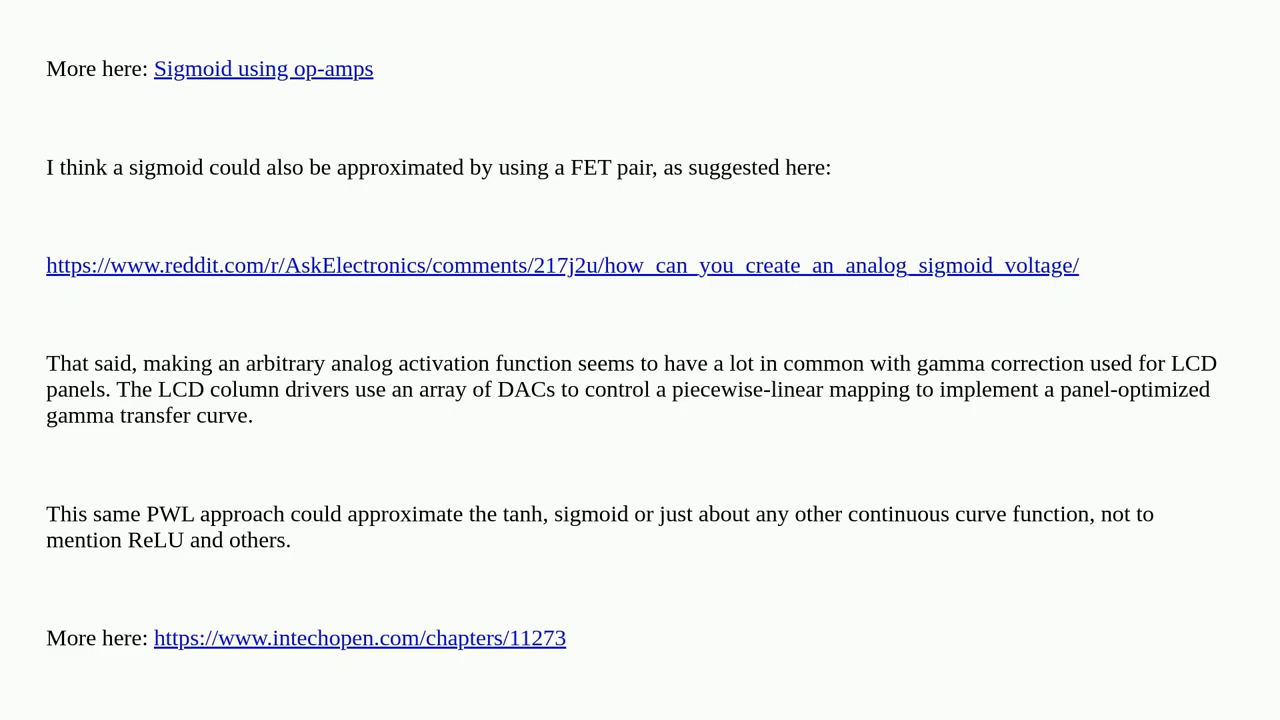 More here: Sigmoid using op-amps
I think a sigmoid could also be approximated by using a FET pair, as suggested here:
https://www.reddit.com/r/AskElectronics/comments/217j2u/how_can_you_create_an_analog_sigmoid_voltage/
That said, making an arbitrary analog activation function seems to have a lot in common with gamma correction used for LCD
panels. The LCD column drivers use an array of DACs to control a piecewise-linear mapping to implement a panel-optimized
gamma transfer curve.
This same PWL approach could approximate the tanh, sigmoid or just about any other continuous curve function, not to
mention ReLU and others.
More here: https://www.intechopen.com/chapters/11273